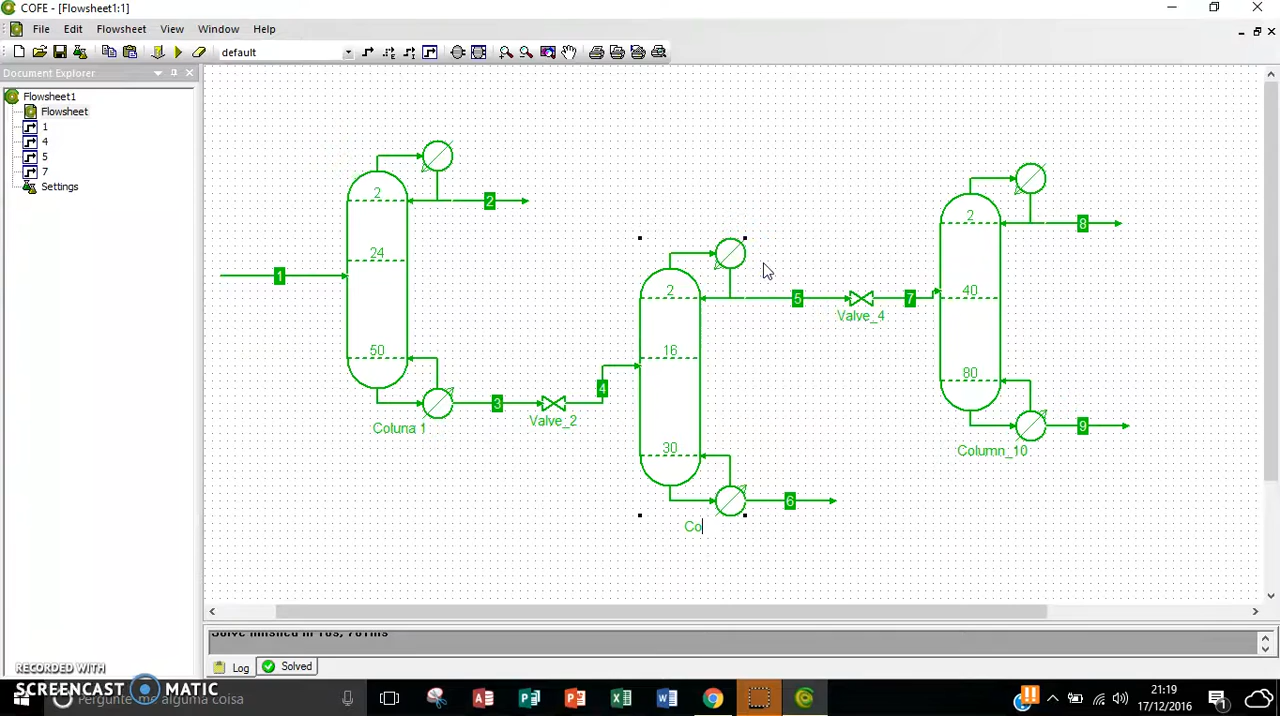 COFE - [Flowsheet1:1]
File Edit Flowsheet View Window Help
default
Document Explorer
Flowsheet1
Flowsheet
1
4
5
7
Settings
2
24
50
1
2
3
Coluna 1
Valve_2
4
2
16
30
5
6
Co
Valve_4
7
2
40
80
8
9
Column_10
Solve finished in 10s, 781ms
Log Solved
RECORDED WITH
SCREENCAST MATIC
Pergunte me alguma coisa
21:19
17/12/2016
1